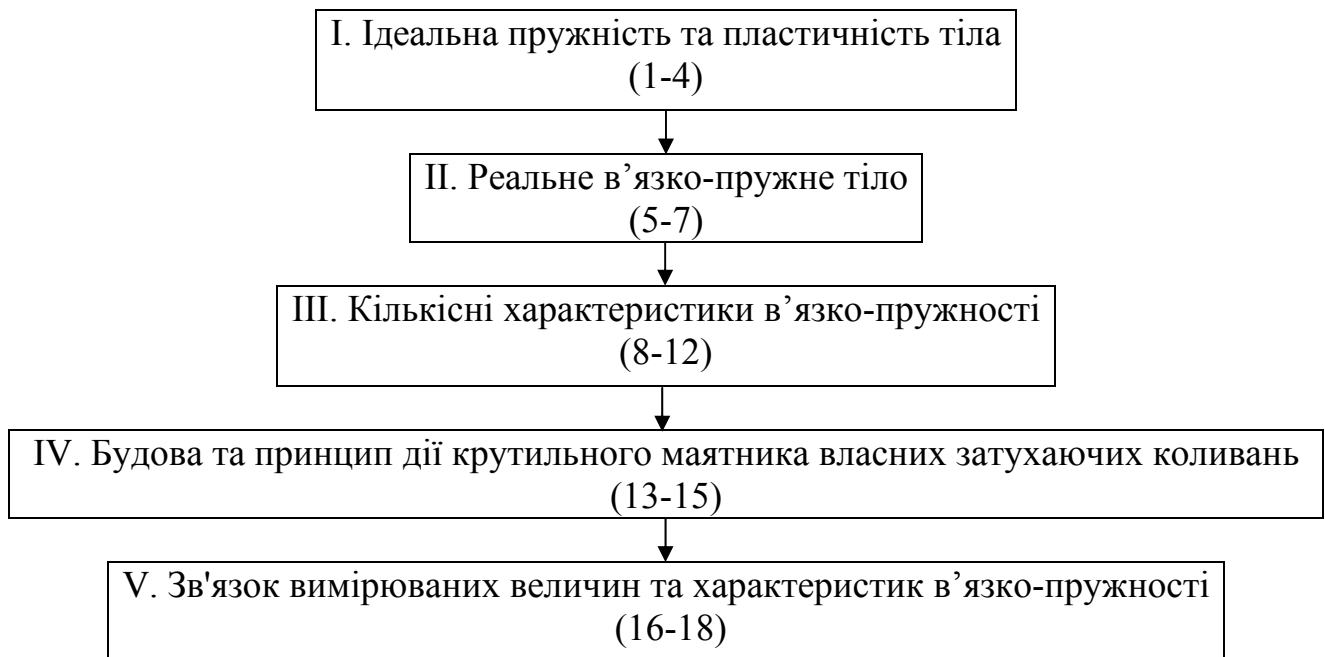 I. Ідеальна пружність та пластичність тіла
(1-4)
II. Реальне в’язко-пружне тіло
(5-7)
III. Кількісні характеристики в’язко-пружності
(8-12)
IV. Будова та принцип дії крутильного маятника власних затухаючих коливань
(13-15)
V. Зв'язок вимірюваних величин та характеристик в’язко-пружності
(16-18)